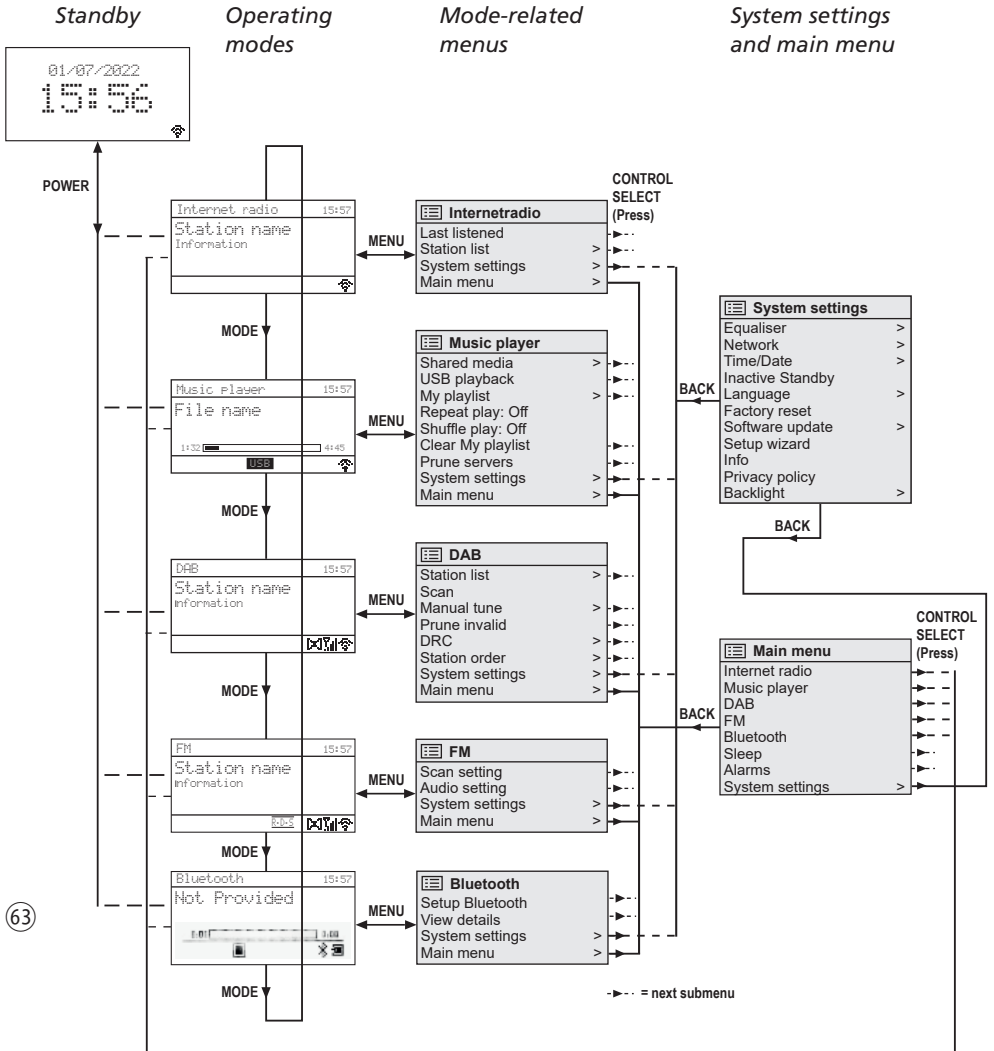 Standby
Operating
modes
Mode-related
menus
System settings
and main menu
01/07/2022
15:56
POWER
CONTROL
SELECT
(Press)
Internet radio 15:57
Station name
Information
MENU
Internetradio
Last listened
Station list >
System settings >
Main menu >
MODE
Music player 15:57
File name
1:32 4:45
USB
MENU
Music player
Shared media >
USB playback
My playlist >
Repeat play: Off
Shuffle play: Off
Clear My playlist
Prune servers
System settings >
Main menu >
BACK
System settings
Equaliser >
Network >
Time/Date >
Inactive Standby
Language >
Factory reset
Software update >
Setup wizard
Info
Privacy policy
Backlight >
BACK
MODE
DAB 15:57
Station name
Information
MENU
DAB
Station list >
Scan
Manual tune >
Prune invalid
DRC >
Station order >
System settings >
Main menu >
BACK
CONTROL
SELECT
(Press)
Main menu
Internet radio
Music player
DAB
FM
Bluetooth
Sleep
Alarms
System settings >
MODE
FM 15:57
Station name
Information
R·D·S
MENU
FM
Scan setting
Audio setting
System settings >
Main menu >
MODE
Bluetooth 15:57
Not Provided
MENU
Bluetooth
Setup Bluetooth
View details
System settings >
Main menu >
63
MODE
= next submenu